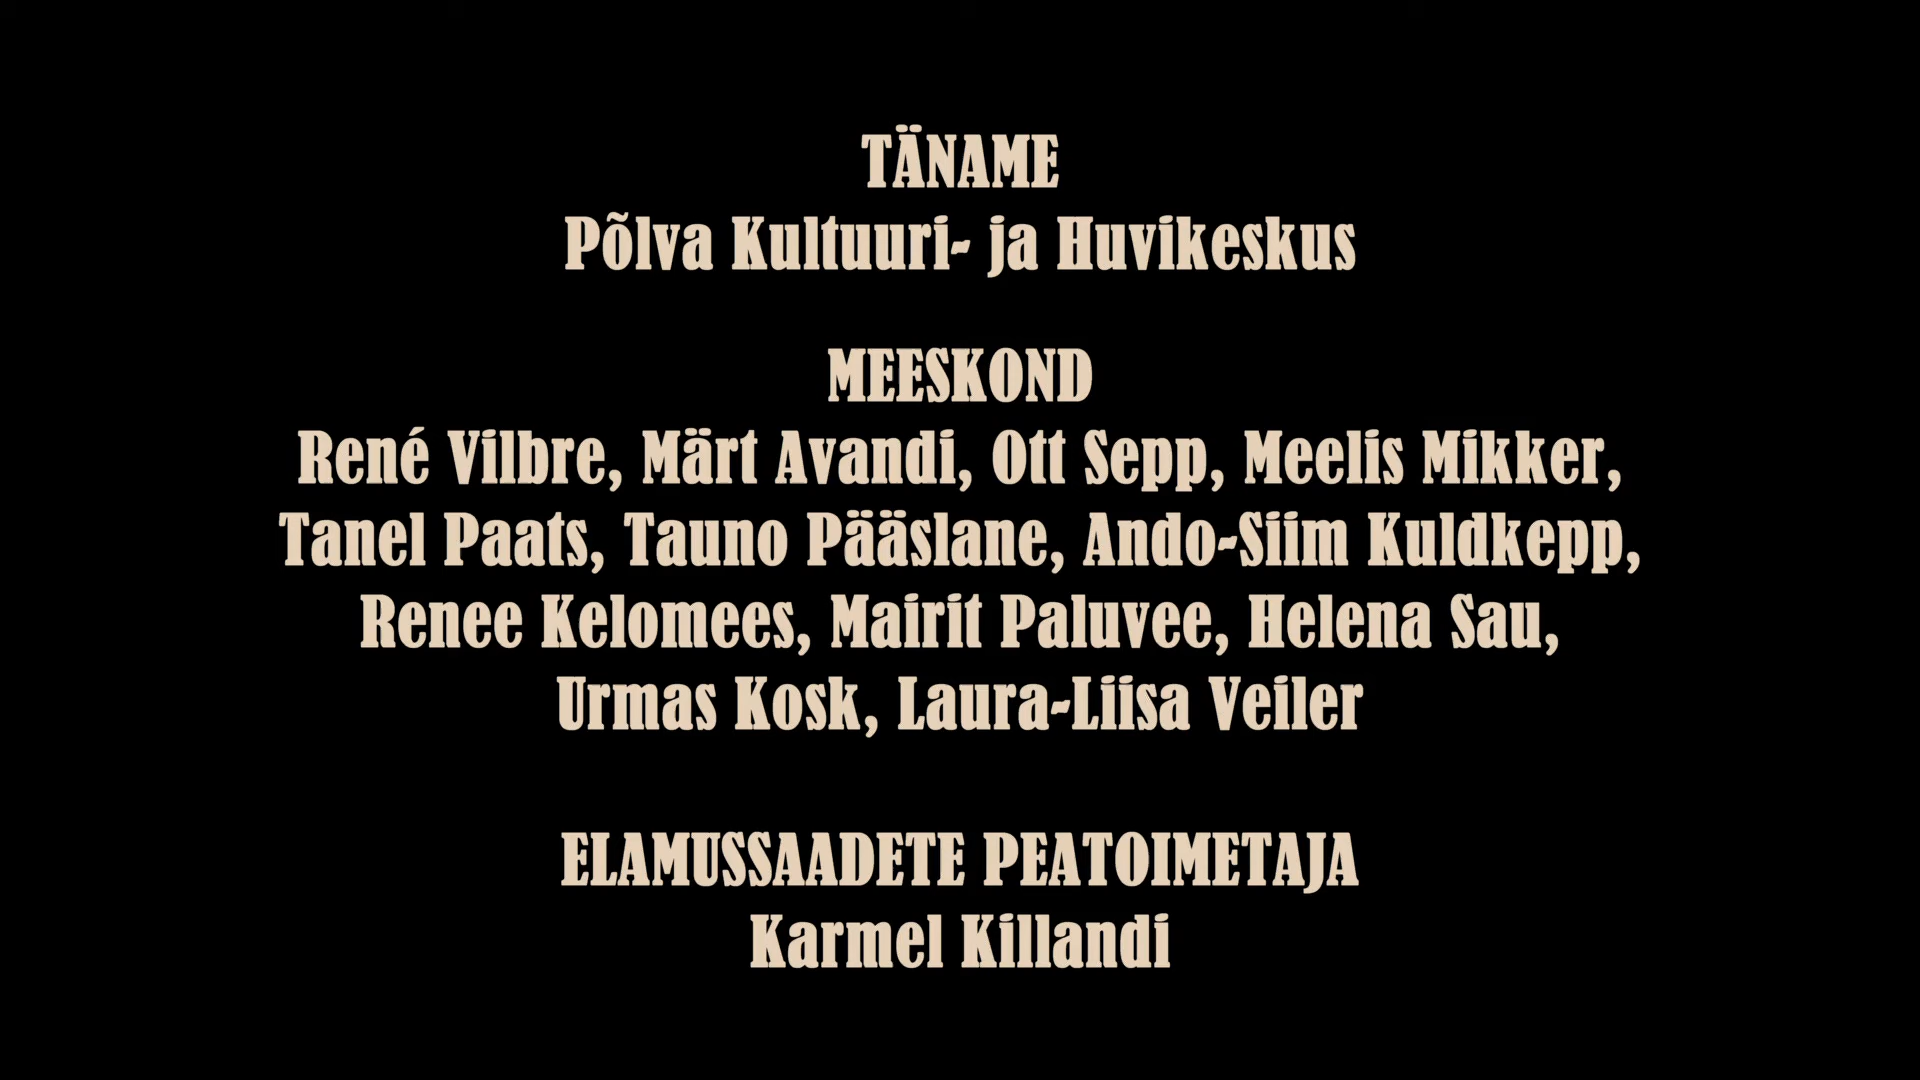 TÄNAME
Põlva Kultuuri- ja Huvikeskus
MEESKOND
René Vilbre, Märt Avandi, Ott Sepp, Meelis Mikker,
Tanel Paats, Tauno Pääslane, Ando-Siim Kuldkepp,
Renee Kelomees, Mairit Paluvee, Helena Sau,
Urmas Kosk, Laura-Liisa Veiler
ELAMUSSAADETE PEATOIMETAJA
Karmel Killandi